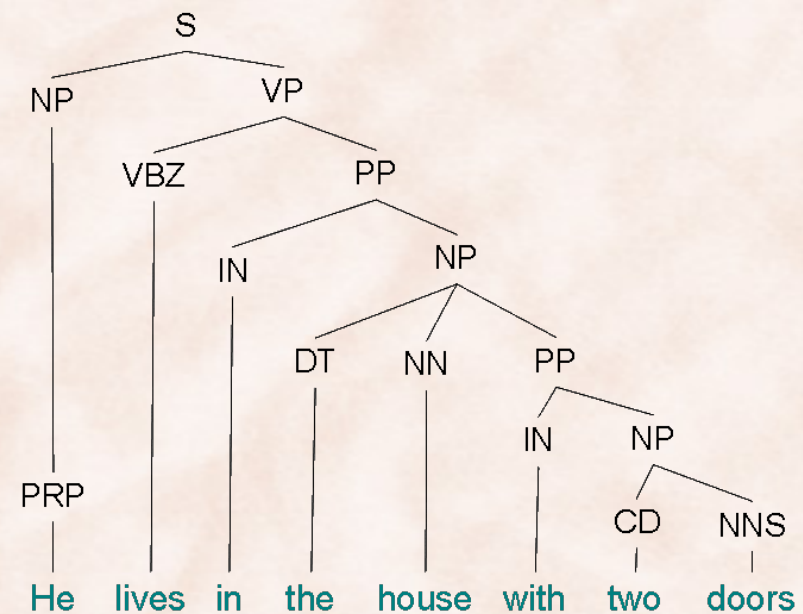 S
NP VP
VBZ PP
IN NP
DT NN PP
IN NP
PRP CD NNS
He lives in the house with two doors